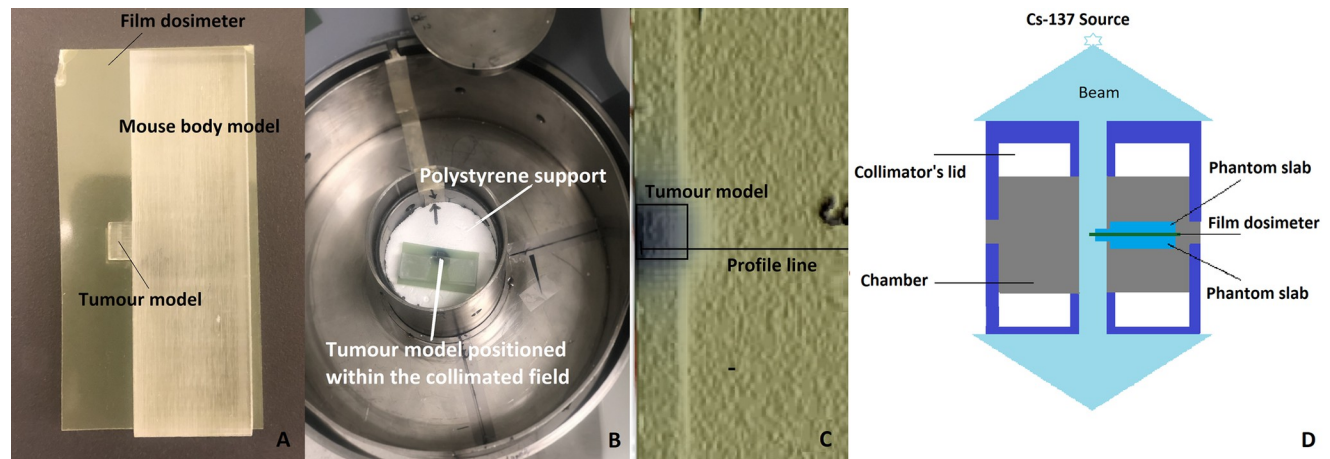 Film dosimeter
Mouse body model
Tumour model
A
Polystyrene support
Tumour model positioned
within the collimated field
B
Tumour model
Profile line
C
Cs-137 Source
Beam
Collimator's lid
Chamber
Phantom slab
Film dosimeter
Phantom slab
D